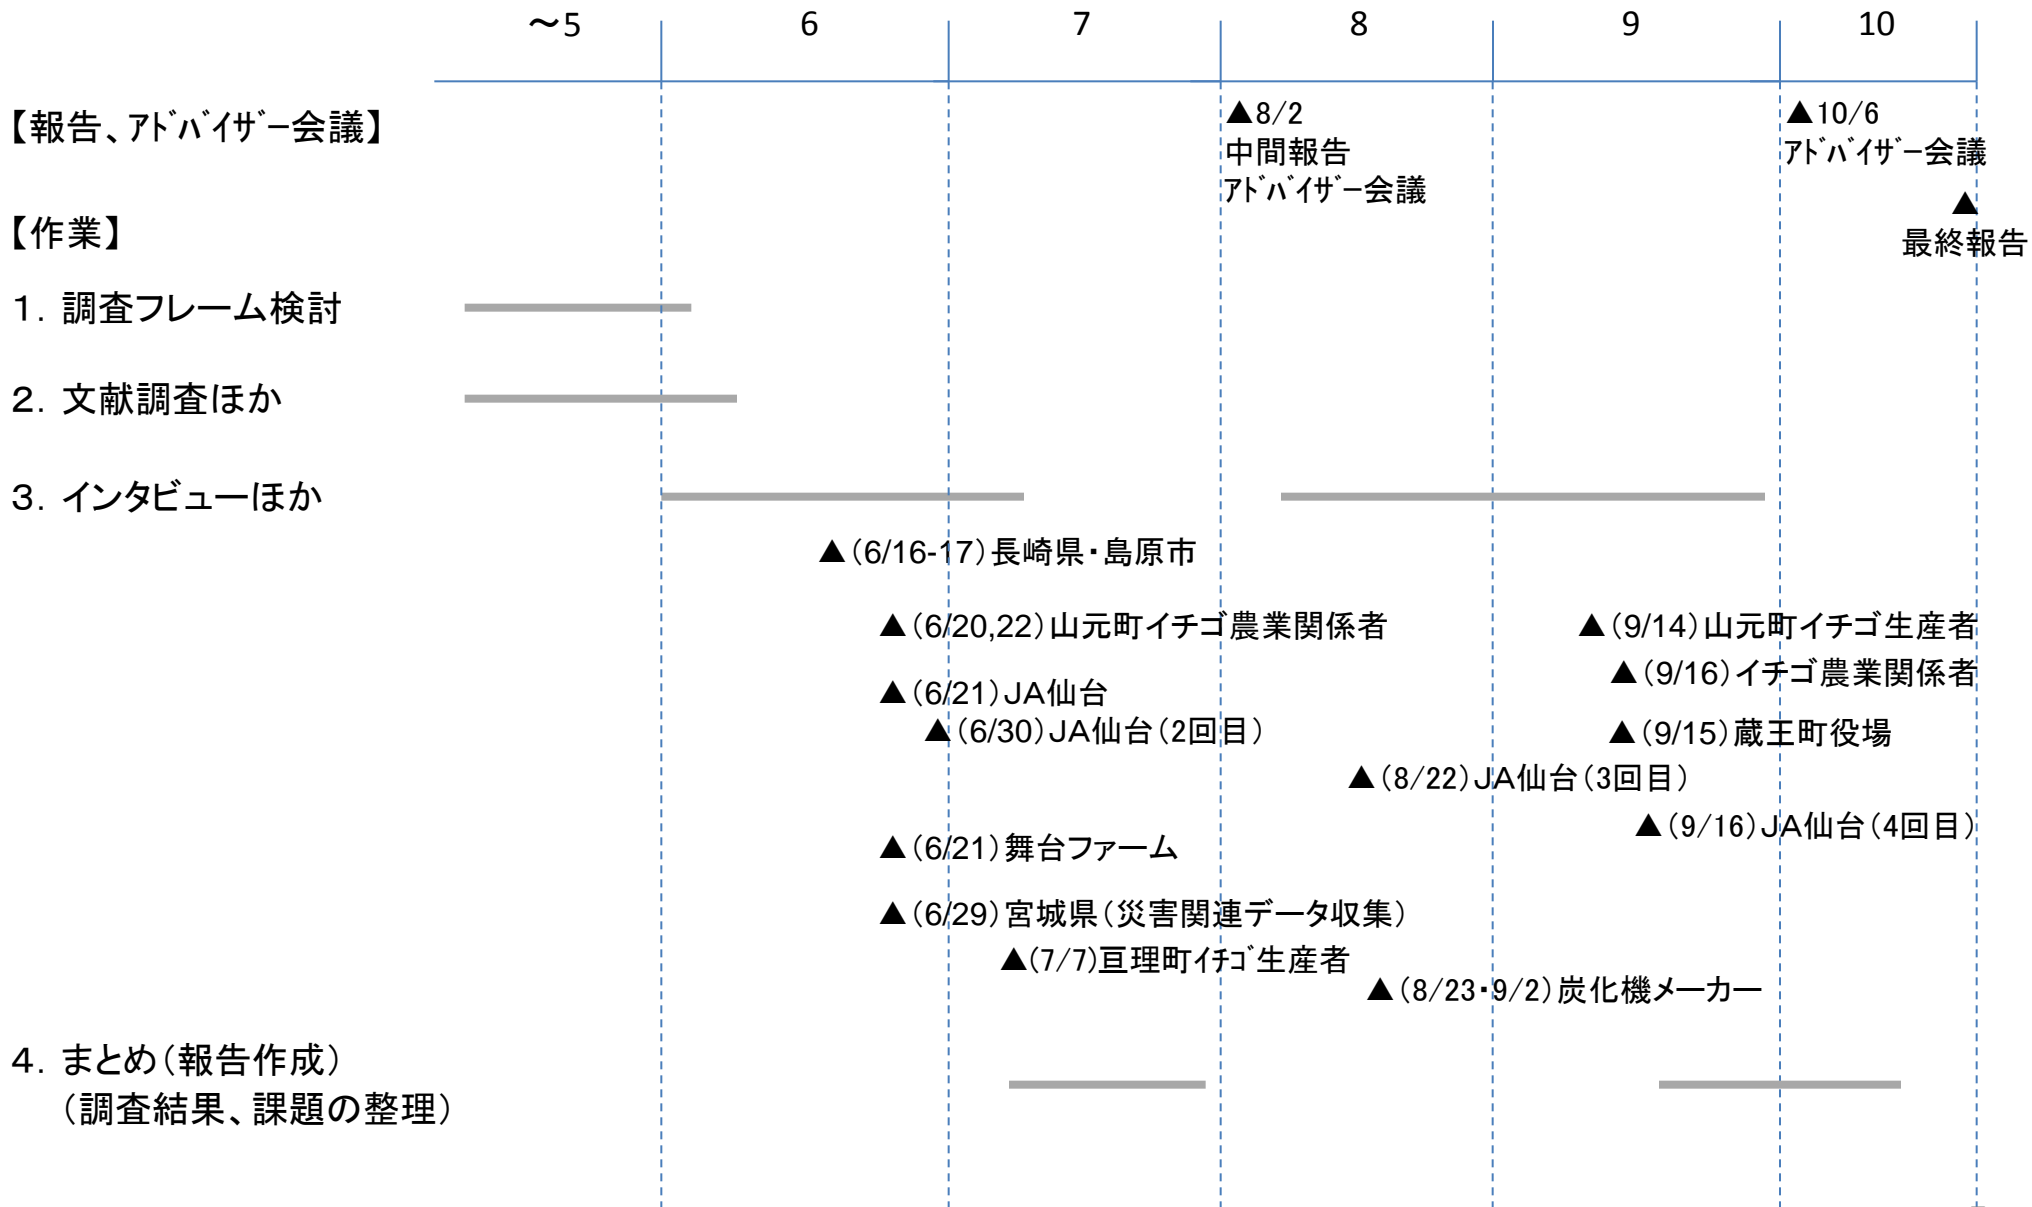 ～5 6 7 8 9 10
【報告、ｱﾄﾞﾊﾞｲｻﾞｰ会議】
▲8/2
中間報告
ｱﾄﾞﾊﾞｲｻﾞｰ会議
▲10/6
ｱﾄﾞﾊﾞｲｻﾞｰ会議
▲
最終報告
【作業】
１．調査フレーム検討
２．文献調査ほか
３．インタビューほか
▲（6/16-17）長崎県・島原市
▲（6/20,22）山元町イチゴ農業関係者
▲（9/14）山元町イチゴ生産者
▲（9/16）イチゴ農業関係者
▲（6/21）ＪＡ仙台
▲（6/30）ＪＡ仙台（2回目）
▲（9/15）蔵王町役場
▲（8/22）ＪＡ仙台（3回目）
▲（9/16）ＪＡ仙台（4回目）
▲（6/21）舞台ファーム
▲（6/29）宮城県（災害関連データ収集）
▲(7/7)亘理町ｲﾁｺﾞ生産者
▲（8/23・9/2）炭化機メーカー
４．まとめ（報告作成）
（調査結果、課題の整理）